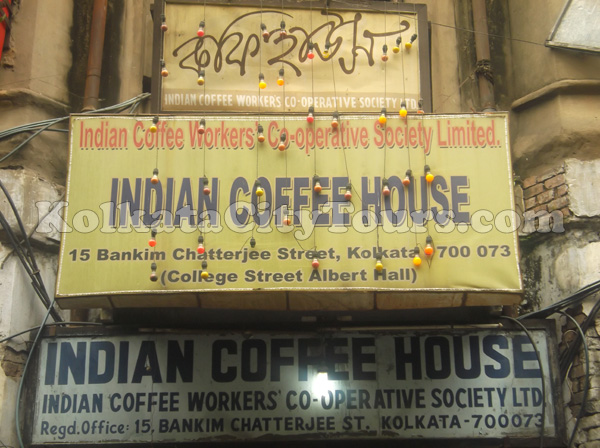 কফি হাউস
INDIAN COFFEE WORKERS CO-OPERATIVE SOCIETY LTD
Indian Coffee Workers' Co-operative Society Limited.
INDIAN COFFEE HOUSE
KolkataCityTours.com
15 Bankim Chatterjee Street, Kolkata 700 073
(College Street Albert Hall)
INDIAN COFFEE HOUSE
INDIAN COFFEE WORKERS' CO-OPERATIVE SOCIETY LTD.
Regd.Office: 15, BANKIM CHATTERJEE ST. KOLKATA-700073